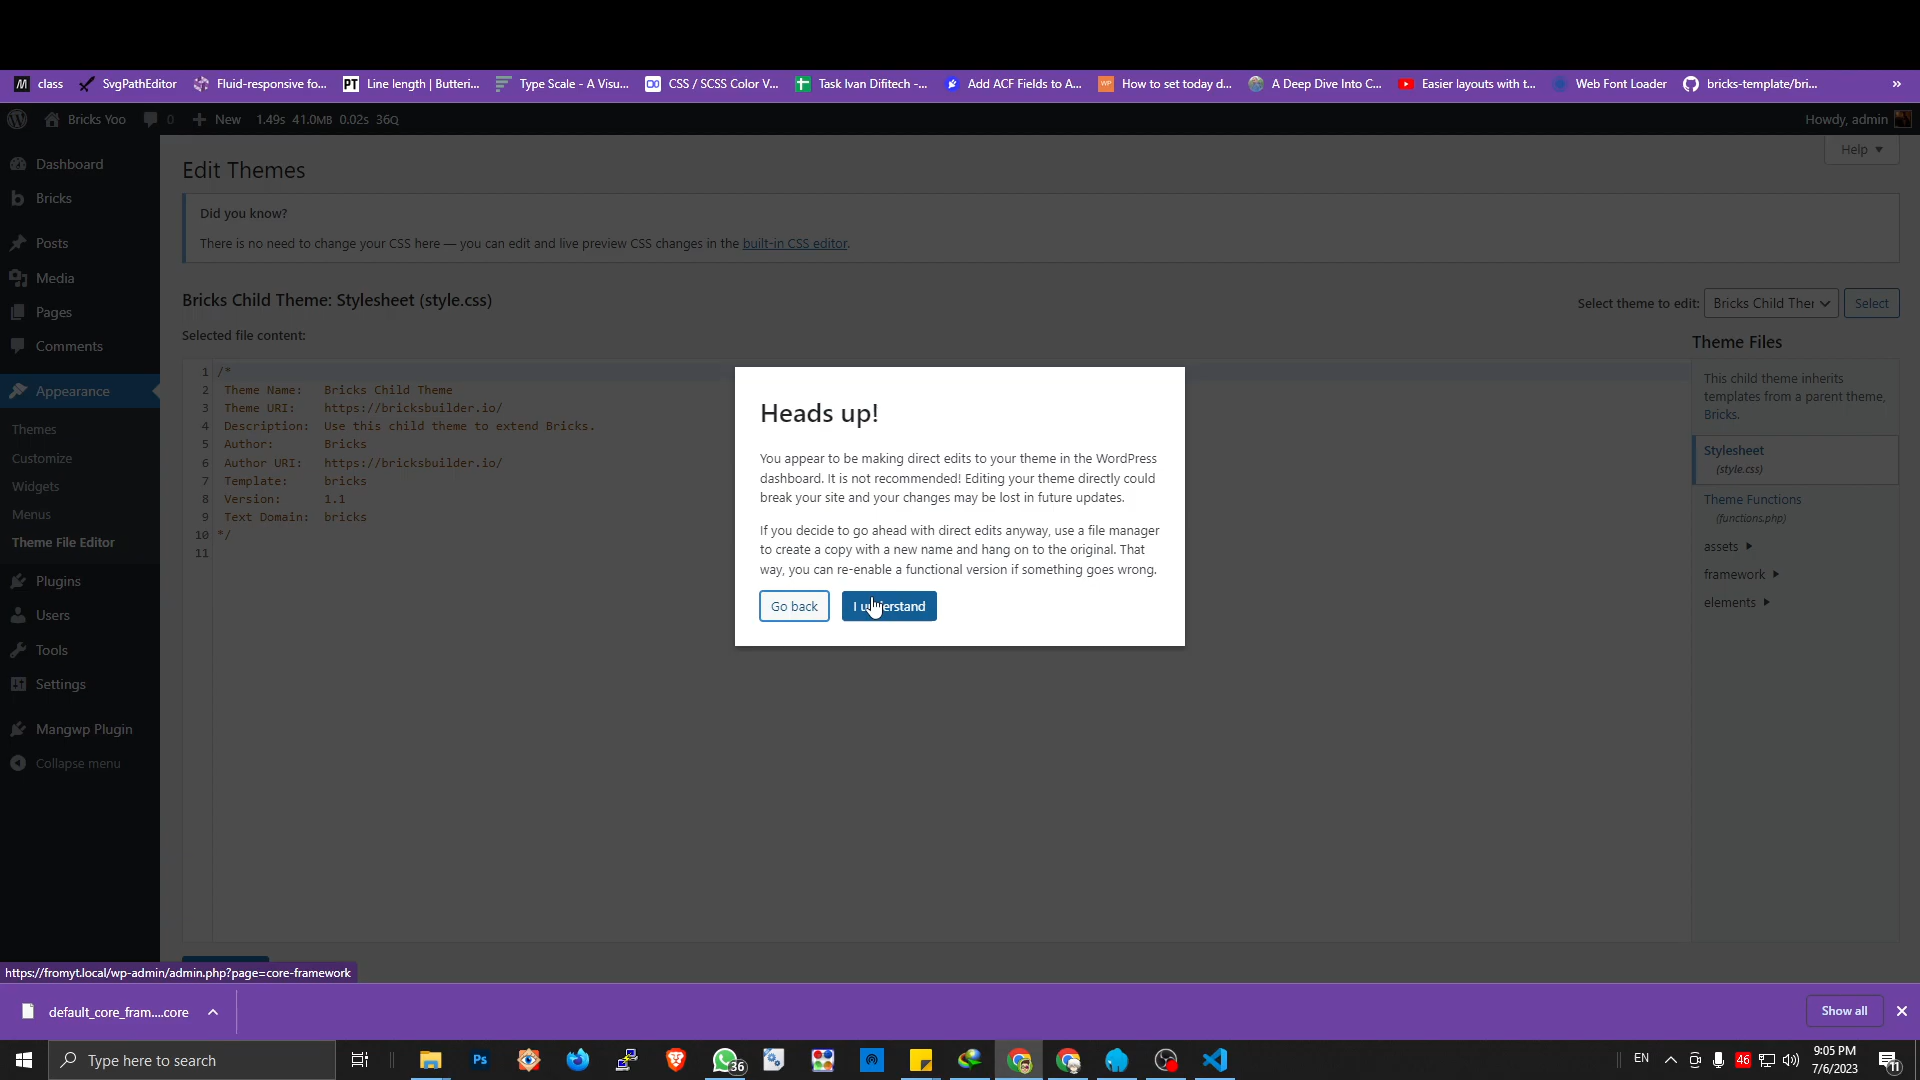 class SvgPathEditor Fluid-responsive fo... Line length | Butteri... Type Scale - A Visu... CSS / SCSS Color V... Task Ivan Difitech -... Add ACF Fields to A... How to set today d... A Deep Dive Into C... Easier layouts with t... Web Font Loader bricks-template/bri... »
Bricks Yoo 0 New 1.49s 41.0MB 0.02s 36Q Howdy, admin
Help
Dashboard
Bricks
Posts
Media
Pages
Comments
Appearance
Themes
Customize
Widgets
Menus
Theme File Editor
Plugins
Users
Tools
Settings
Mangwp Plugin
Collapse menu
Edit Themes
Did you know?
There is no need to change your CSS here — you can edit and live preview CSS changes in the built-in CSS editor.
Bricks Child Theme: Stylesheet (style.css)
Select theme to edit: Bricks Child Ther Select
Selected file content:
1 /*
2 Theme Name: Bricks Child Theme
3 Theme URI: https://bricksbuilder.io/
4 Description: Use this child theme to extend Bricks.
5 Author: Bricks
6 Author URI: https://bricksbuilder.io/
7 Template: bricks
8 Version: 1.1
9 Text Domain: bricks
10 */
11
Theme Files
This child theme inherits
templates from a parent theme,
Bricks.
Stylesheet
(style.css)
Theme Functions
(functions.php)
assets
framework
elements
Heads up!
You appear to be making direct edits to your theme in the WordPress
dashboard. It is not recommended! Editing your theme directly could
break your site and your changes may be lost in future updates.
If you decide to go ahead with direct edits anyway, use a file manager
to create a copy with a new name and hang on to the original. That
way, you can re-enable a functional version if something goes wrong.
Go back I understand
https://fromyt.local/wp-admin/admin.php?page=core-framework
default_core_fram....core Show all
Type here to search Ps 36 EN 46 9:05 PM
7/6/2023 11